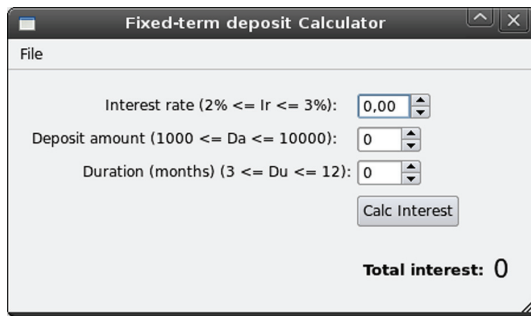 Fixed-term deposit Calculator
File
Interest rate (2% <= Ir <= 3%): 0,00
Deposit amount (1000 <= Da <= 10000): 0
Duration (months) (3 <= Du <= 12): 0
Calc Interest
Total interest: 0